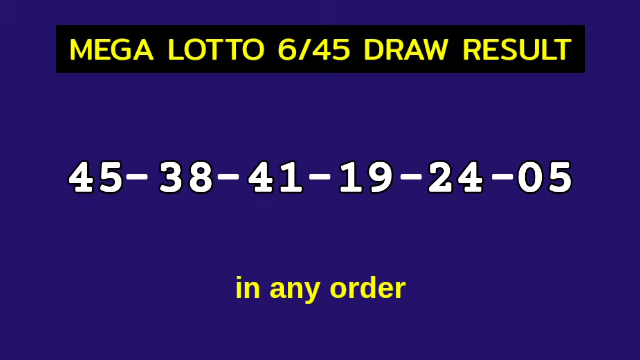 MEGA LOTTO 6/45 DRAW RESULT
45-38-41-19-24-05
in any order